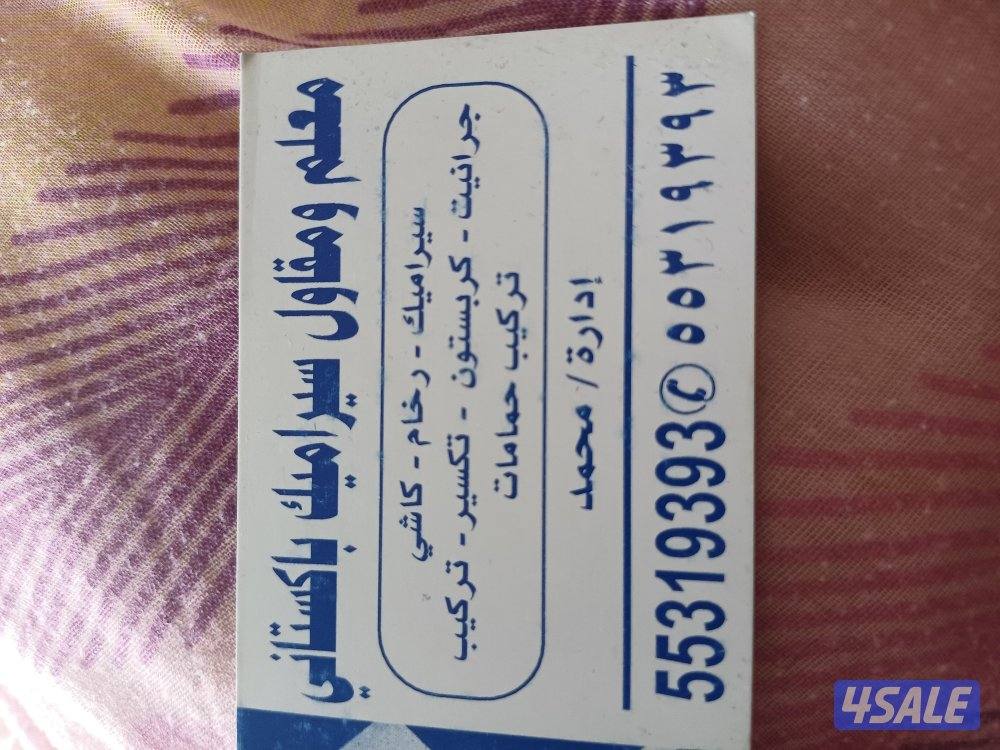 معلم ومقاول سيراميك باكستاني
سيراميك - رخام - كاشي
جرانيت - كربستون - تكسير - تركيب
تركيب حمامات
إدارة / محمد
55319393 ٥٥٣١٩٣٩٣
4SALE